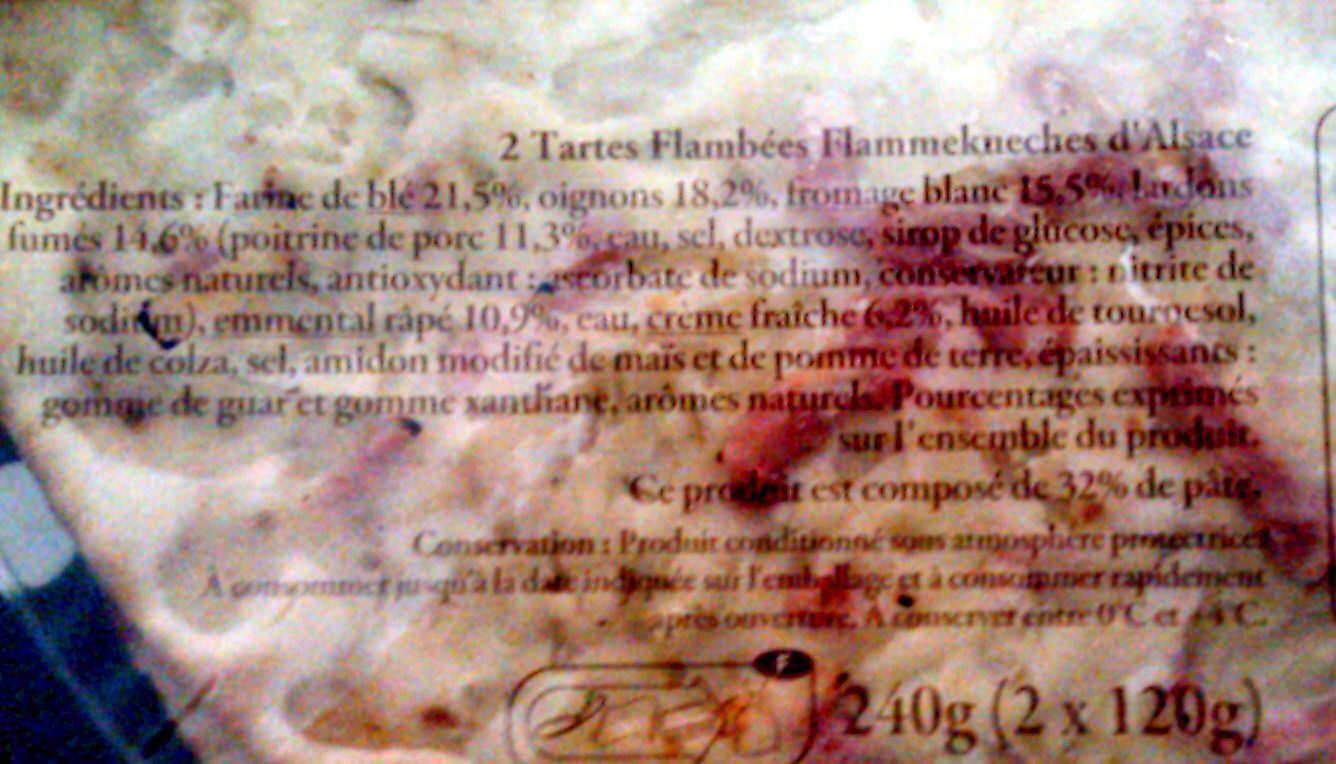 2 Tartes Flambées Flammekueches d'Alsace
Ingrédients : Farine de blé 21,5%, oignons 18,2%, fromage blanc 15,5%, lardons
fumés 14,6% (poitrine de porc 11,3%, eau, sel, dextrose, sirop de glucose, épices,
arômes naturels, antioxydant : ascorbate de sodium, conservateur : nitrite de
sodium), emmental râpé 10,9%, eau, crème fraîche 6,2%, huile de tournesol,
huile de colza, sel, amidon modifié de maïs et de pomme de terre, épaississants :
gomme de guar et gomme xanthane, arômes naturels. Pourcentages exprimés
sur l'ensemble du produit.
Ce produit est composé de 32% de pâte.
Conservation : Produit conditionné sous atmosphère protectrice.
À consommer jusqu'à la date indiquée sur l'emballage et à consommer rapidement
après ouverture. A conserver entre 0°C et +4°C.
F
240g (2 x 120g)